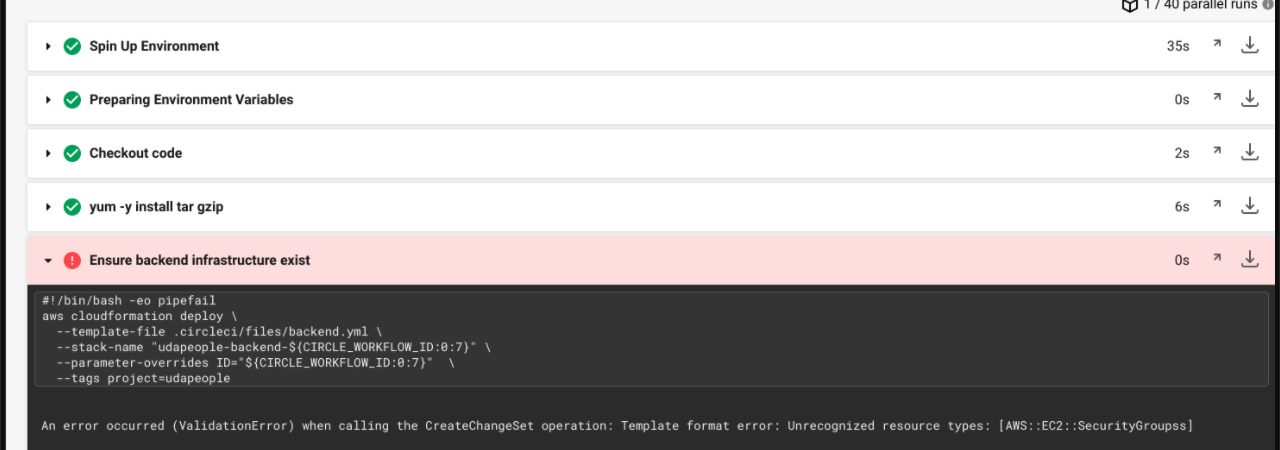 1 / 40 parallel runs
Spin Up Environment 35s
Preparing Environment Variables 0s
Checkout code 2s
yum -y install tar gzip 6s
Ensure backend infrastructure exist 0s
#!/bin/bash -eo pipefail
aws cloudformation deploy \
  --template-file .circleci/files/backend.yml \
  --stack-name "udapeople-backend-${CIRCLE_WORKFLOW_ID:0:7}" \
  --parameter-overrides ID="${CIRCLE_WORKFLOW_ID:0:7}"  \
  --tags project=udapeople
An error occurred (ValidationError) when calling the CreateChangeSet operation: Template format error: Unrecognized resource types: [AWS::EC2::SecurityGroupss]